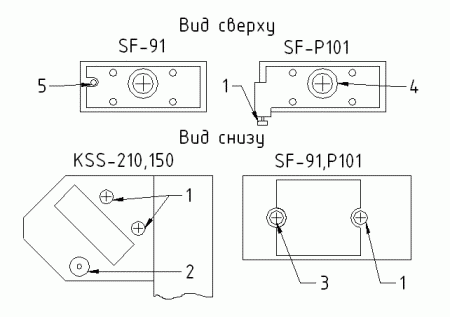 Вид сверху
SF-91
SF-P101
5
1
4
Вид снизу
KSS-210,150
SF-91,P101
1
2
3
1